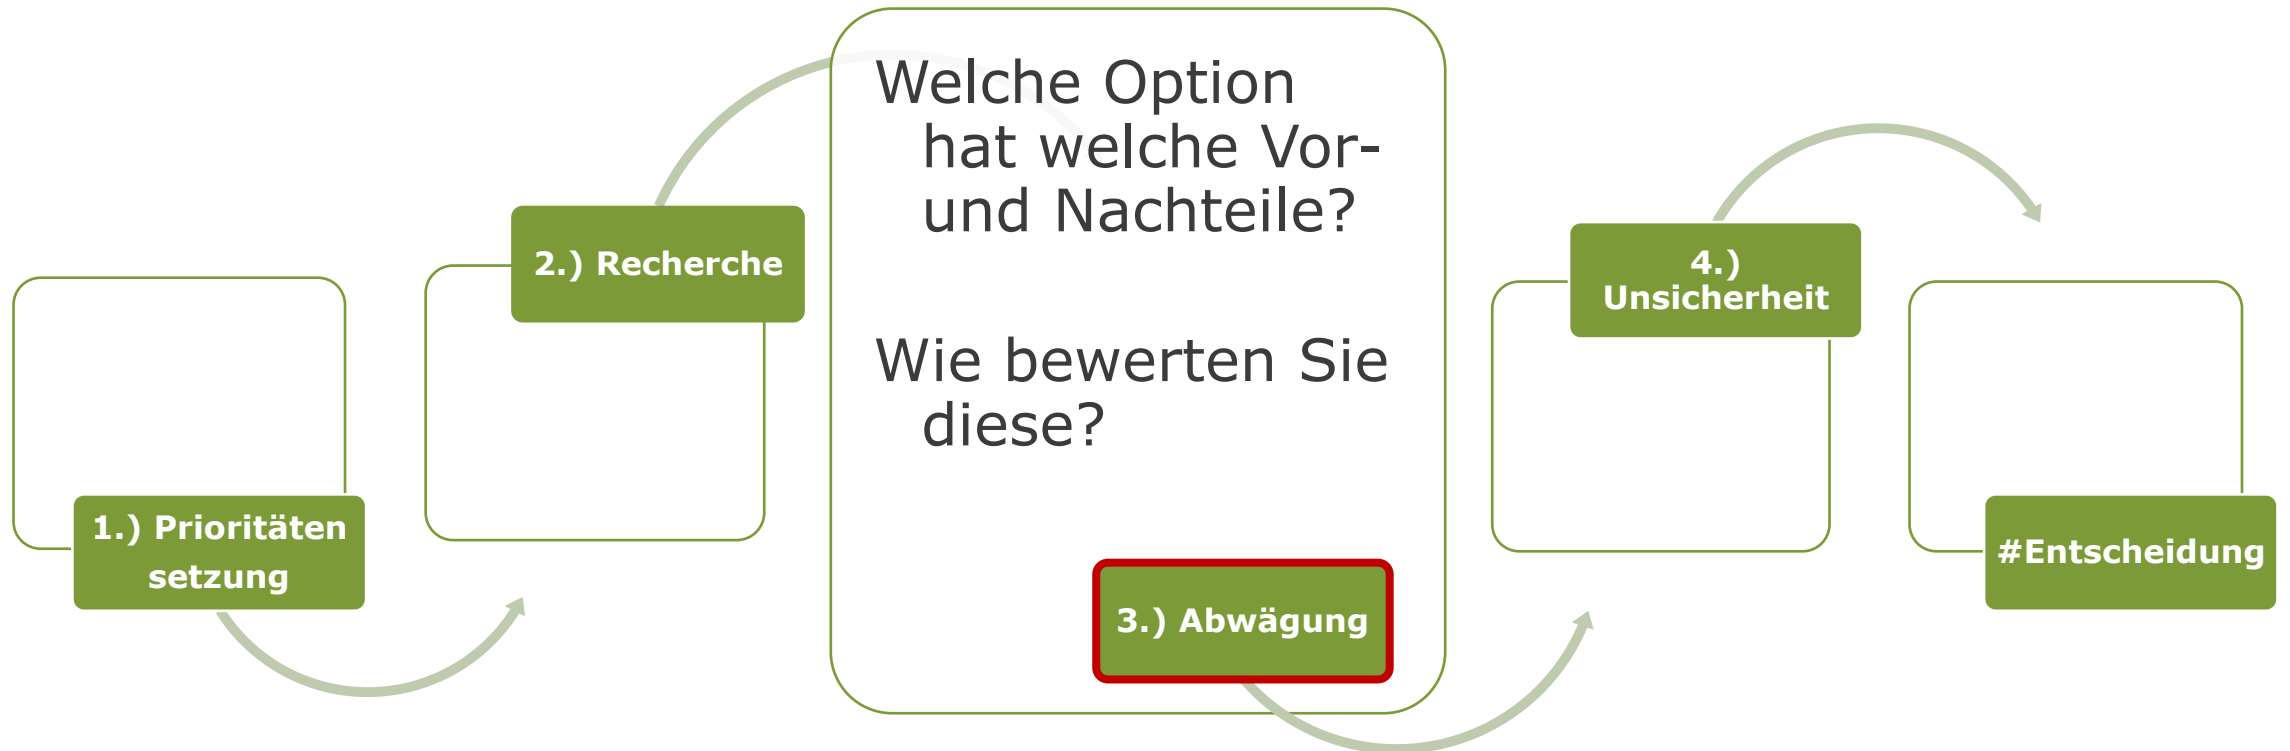 1.) Prioritäten
setzung
2.) Recherche
Welche Option
hat welche Vor-
und Nachteile?
Wie bewerten Sie
diese?
3.) Abwägung
4.)
Unsicherheit
#Entscheidung